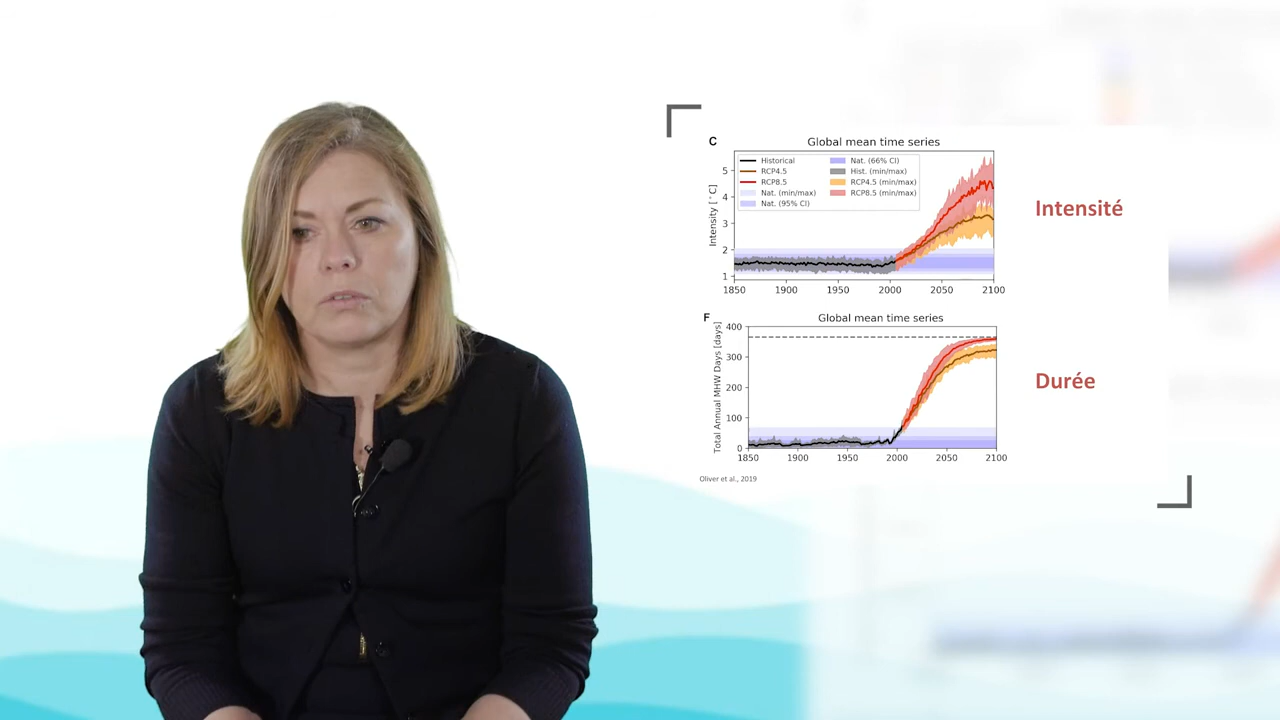 C
Global mean time series
Historical
RCP4.5
RCP8.5
Nat. (min/max)
Nat. (95% CI)
Nat. (66% CI)
Hist. (min/max)
RCP4.5 (min/max)
RCP8.5 (min/max)
Intensity [°C]
5
4
3
2
1
1850 1900 1950 2000 2050 2100
Intensité
F
Global mean time series
Total Annual MHW Days [days]
400
300
200
100
0
1850 1900 1950 2000 2050 2100
Durée
Oliver et al., 2019